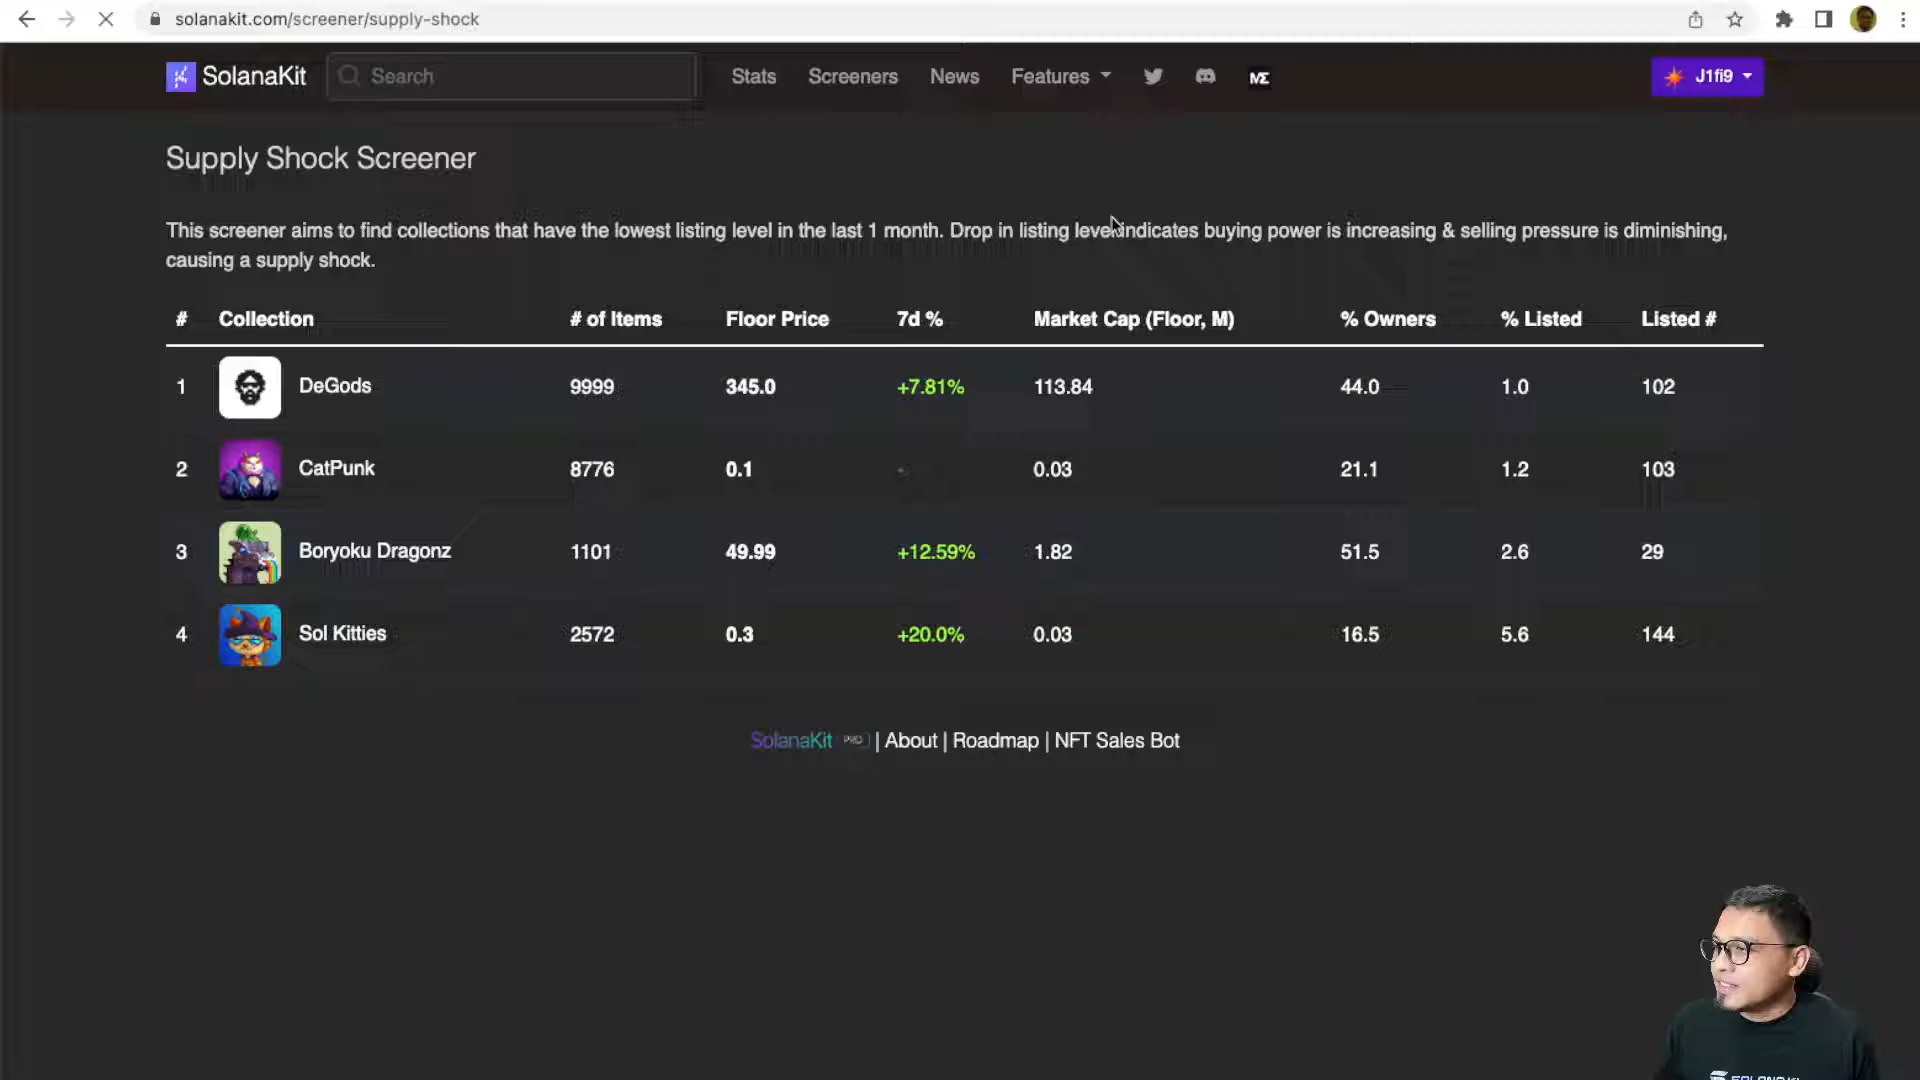 solanakit.com/screener/supply-shock
SolanaKit Search Stats Screeners News Features J1fi9
Supply Shock Screener
This screener aims to find collections that have the lowest listing level in the last 1 month. Drop in listing level indicates buying power is increasing & selling pressure is diminishing,
causing a supply shock.
# Collection # of Items Floor Price 7d % Market Cap (Floor, M) % Owners % Listed Listed #
1 DeGods 9999 345.0 +7.81% 113.84 44.0 1.0 102
2 CatPunk 8776 0.1 - 0.03 21.1 1.2 103
3 Boryoku Dragonz 1101 49.99 +12.59% 1.82 51.5 2.6 29
4 Sol Kitties 2572 0.3 +20.0% 0.03 16.5 5.6 144
SolanaKit PRO | About | Roadmap | NFT Sales Bot